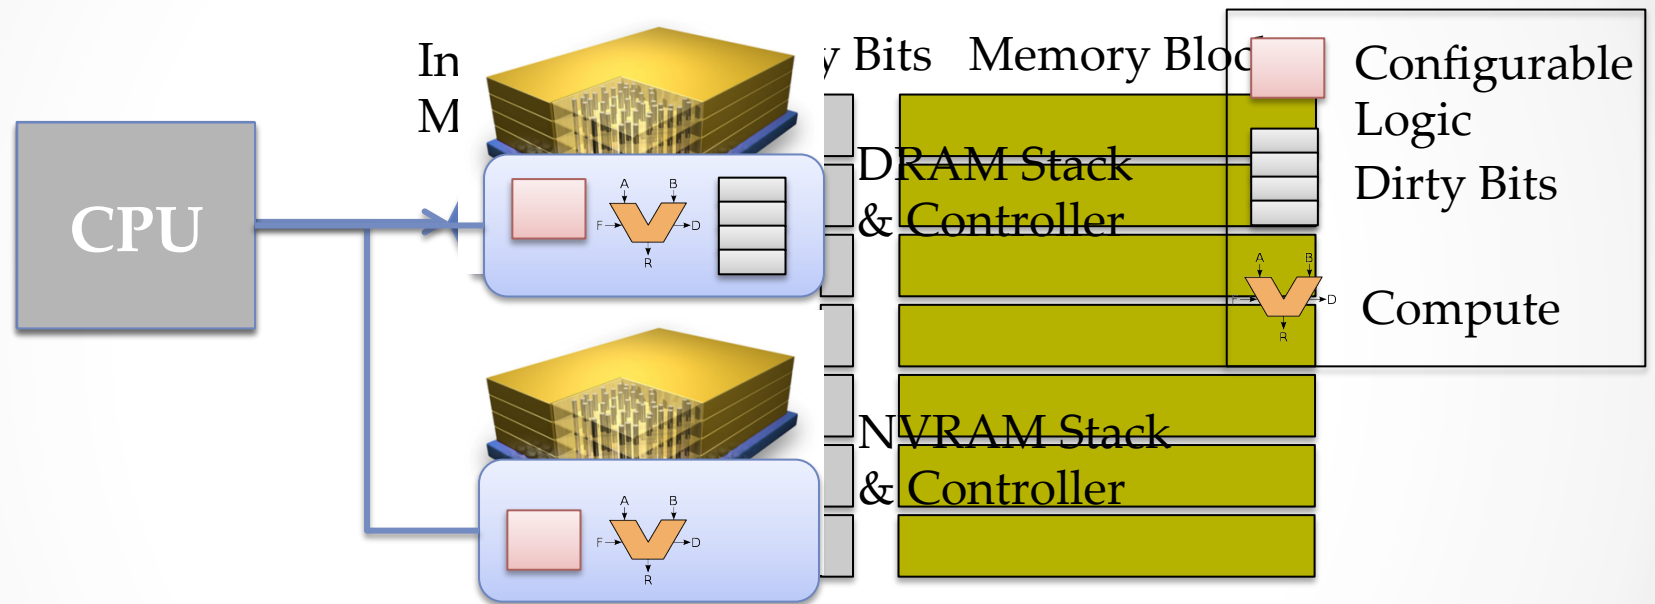 In
M
y Bits
Memory Bloc
Configurable
Logic
Dirty Bits
Compute
CPU
DRAM Stack
& Controller
NVRAM Stack
& Controller
A B
F D
R
A B
F D
R
A B
F D
R